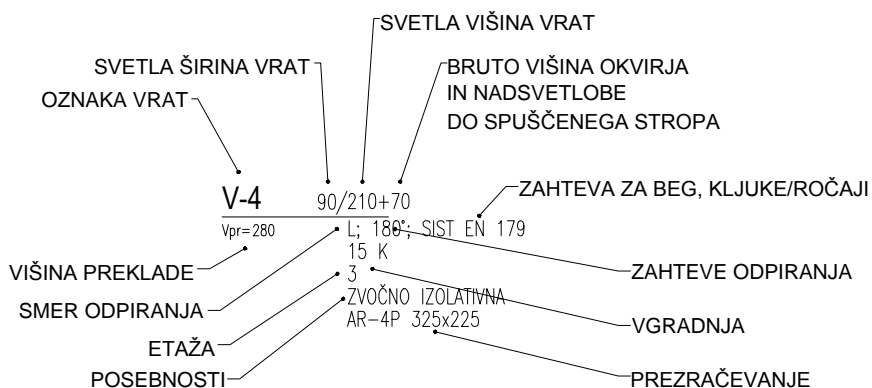 SVETLA VIŠINA VRAT
SVETLA ŠIRINA VRAT
BRUTO VIŠINA OKVIRJA
IN NADSVETLOBE
DO SPUŠČENEGA STROPA
OZNAKA VRAT
V-4 90/210+70
ZAHTEVA ZA BEG, KLJUKE/ROČAJI
Vpr=280 L; 180°; SIST EN 179
15 K
VIŠINA PREKLADE
3
ZAHTEVE ODPIRANJA
ZVOČNO IZOLATIVNA
SMER ODPIRANJA
AR-4P 325x225
VGRADNJA
ETAŽA
POSEBNOSTI
PREZRAČEVANJE